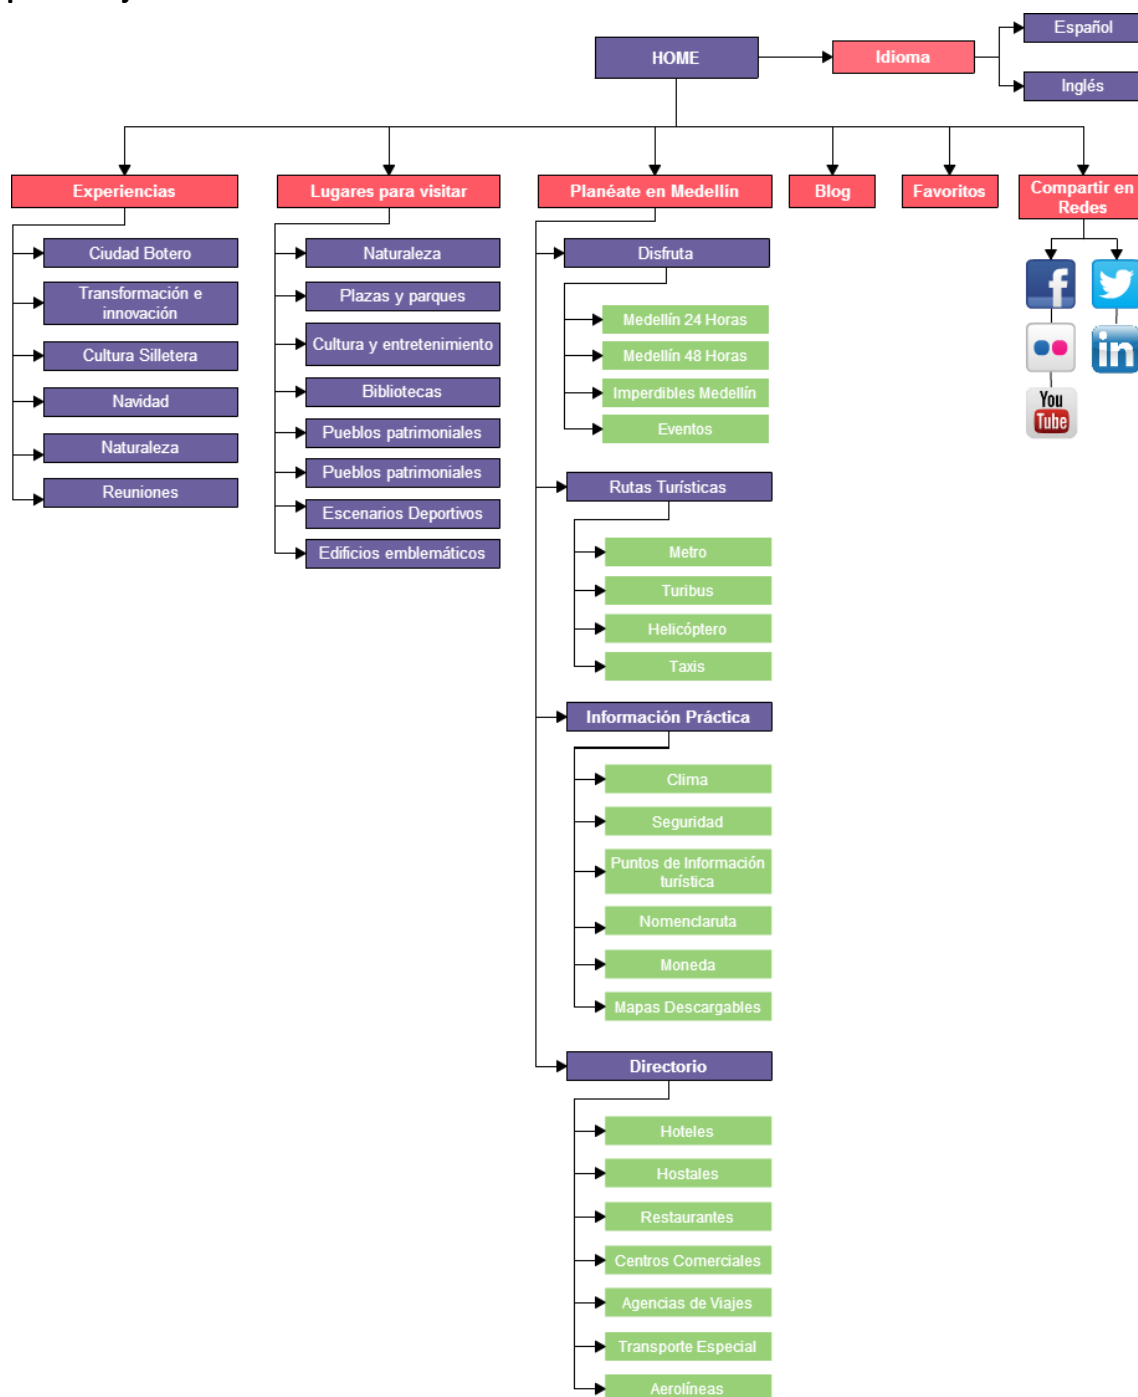 HOME
Idioma
Español
Inglés
Experiencias
Lugares para visitar
Planéate en Medellín
Blog
Favoritos
Compartir en
Redes
Ciudad Botero
Transformación e
innovación
Cultura Silletera
Navidad
Naturaleza
Reuniones
Naturaleza
Plazas y parques
Cultura y entretenimiento
Bibliotecas
Pueblos patrimoniales
Pueblos patrimoniales
Escenarios Deportivos
Edificios emblemáticos
Disfruta
Medellín 24 Horas
Medellín 48 Horas
Imperdibles Medellín
Eventos
Rutas Turísticas
Metro
Turibus
Helicóptero
Taxis
Información Práctica
Clima
Seguridad
Puntos de Información
turística
Nomenclaruta
Moneda
Mapas Descargables
Directorio
Hoteles
Hostales
Restaurantes
Centros Comerciales
Agencias de Viajes
Transporte Especial
Aerolíneas
f
in
You
Tube